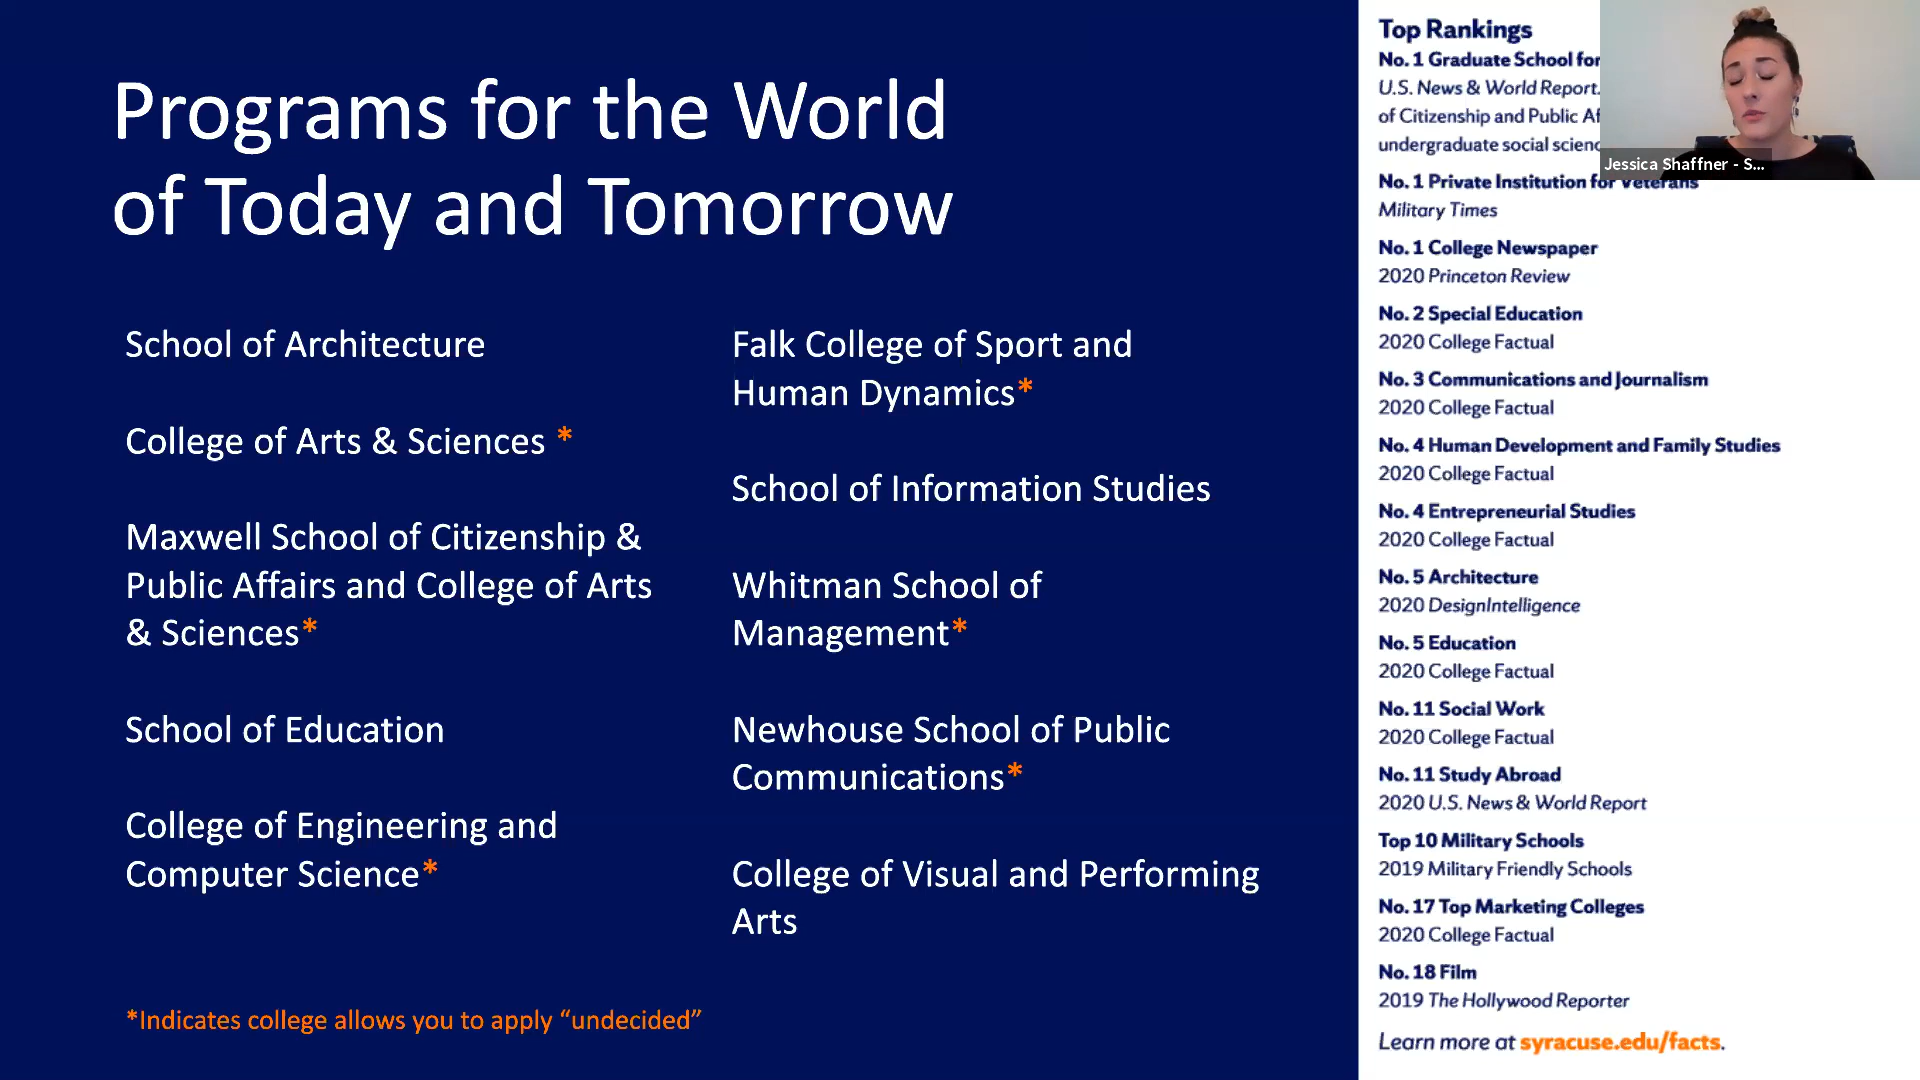 Programs for the World
of Today and Tomorrow
School of Architecture
College of Arts & Sciences *
Maxwell School of Citizenship &
Public Affairs and College of Arts
& Sciences*
School of Education
College of Engineering and
Computer Science*
Falk College of Sport and
Human Dynamics*
School of Information Studies
Whitman School of
Management*
Newhouse School of Public
Communications*
College of Visual and Performing
Arts
*Indicates college allows you to apply “undecided”
Top Rankings
No. 1 Graduate School for
U.S. News & World Report.
of Citizenship and Public
undergraduate social
No. 1 Private Institution for Veterans
Military Times
No. 1 College Newspaper
2020 Princeton Review
No. 2 Special Education
2020 College Factual
No. 3 Communications and Journalism
2020 College Factual
No. 4 Human Development and Family Studies
2020 College Factual
No. 4 Entrepreneurial Studies
2020 College Factual
No. 5 Architecture
2020 DesignIntelligence
No. 5 Education
2020 College Factual
No. 11 Social Work
2020 College Factual
No. 11 Study Abroad
2020 U.S. News & World Report
Top 10 Military Schools
2019 Military Friendly Schools
No. 17 Top Marketing Colleges
2020 College Factual
No. 18 Film
2019 The Hollywood Reporter
Learn more at syracuse.edu/facts.
Jessica Shaffner - S...